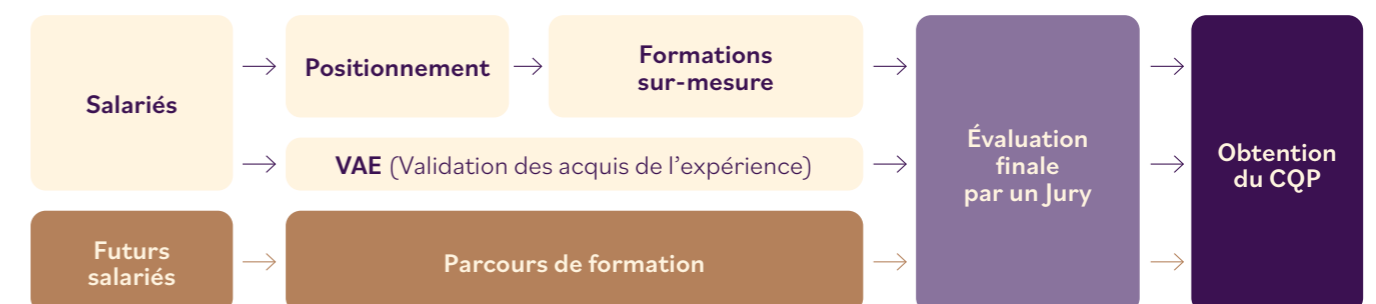 Salariés
Positionnement
Formations
sur-mesure
VAE (Validation des acquis de l'expérience)
Futurs
salariés
Parcours de formation
Évaluation
finale
par un Jury
Obtention
du CQP